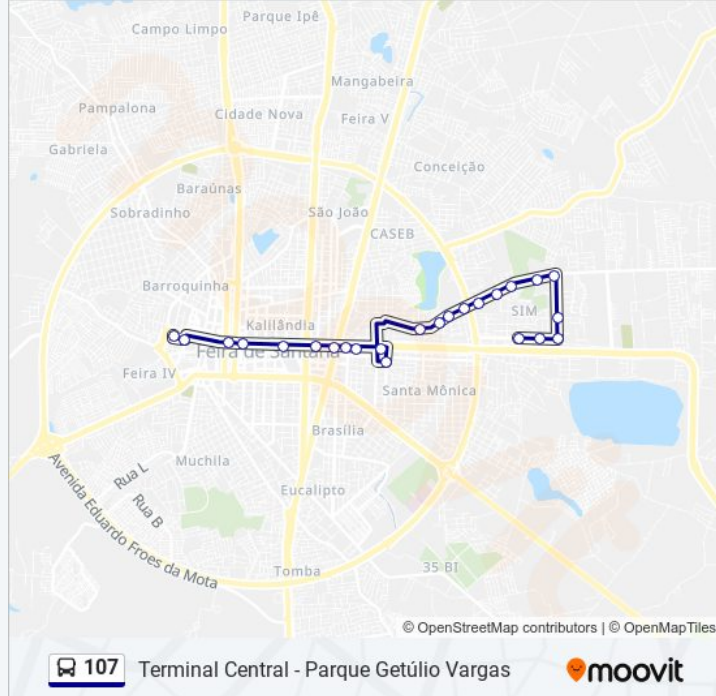 Parque Ipê
Campo Limpo
Mangabeira
Pampalona
Cidade Nova
Feira V
Gabriela
Conceição
Baraúnas
Sobradinho
São João
CASEB
Barroquinha
SIM
Kalilândia
Feira de Santana
Feira IV
Santa Mônica
Brasília
Muchila
Rua L
Eucalipto
Rua B
Avenida Eduardo Froes da Mota
Tomba
35 BI
© OpenStreetMap contributors | © OpenMapTiles
107 Terminal Central - Parque Getúlio Vargas moovit